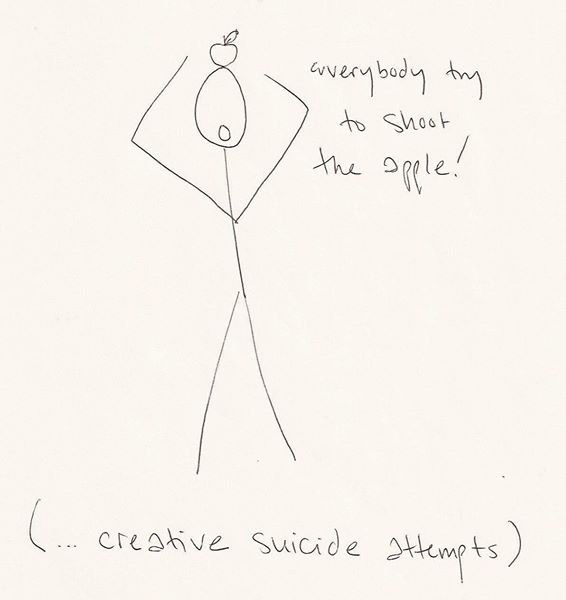 everybody try
to shoot
the apple!
(... creative suicide attempts)